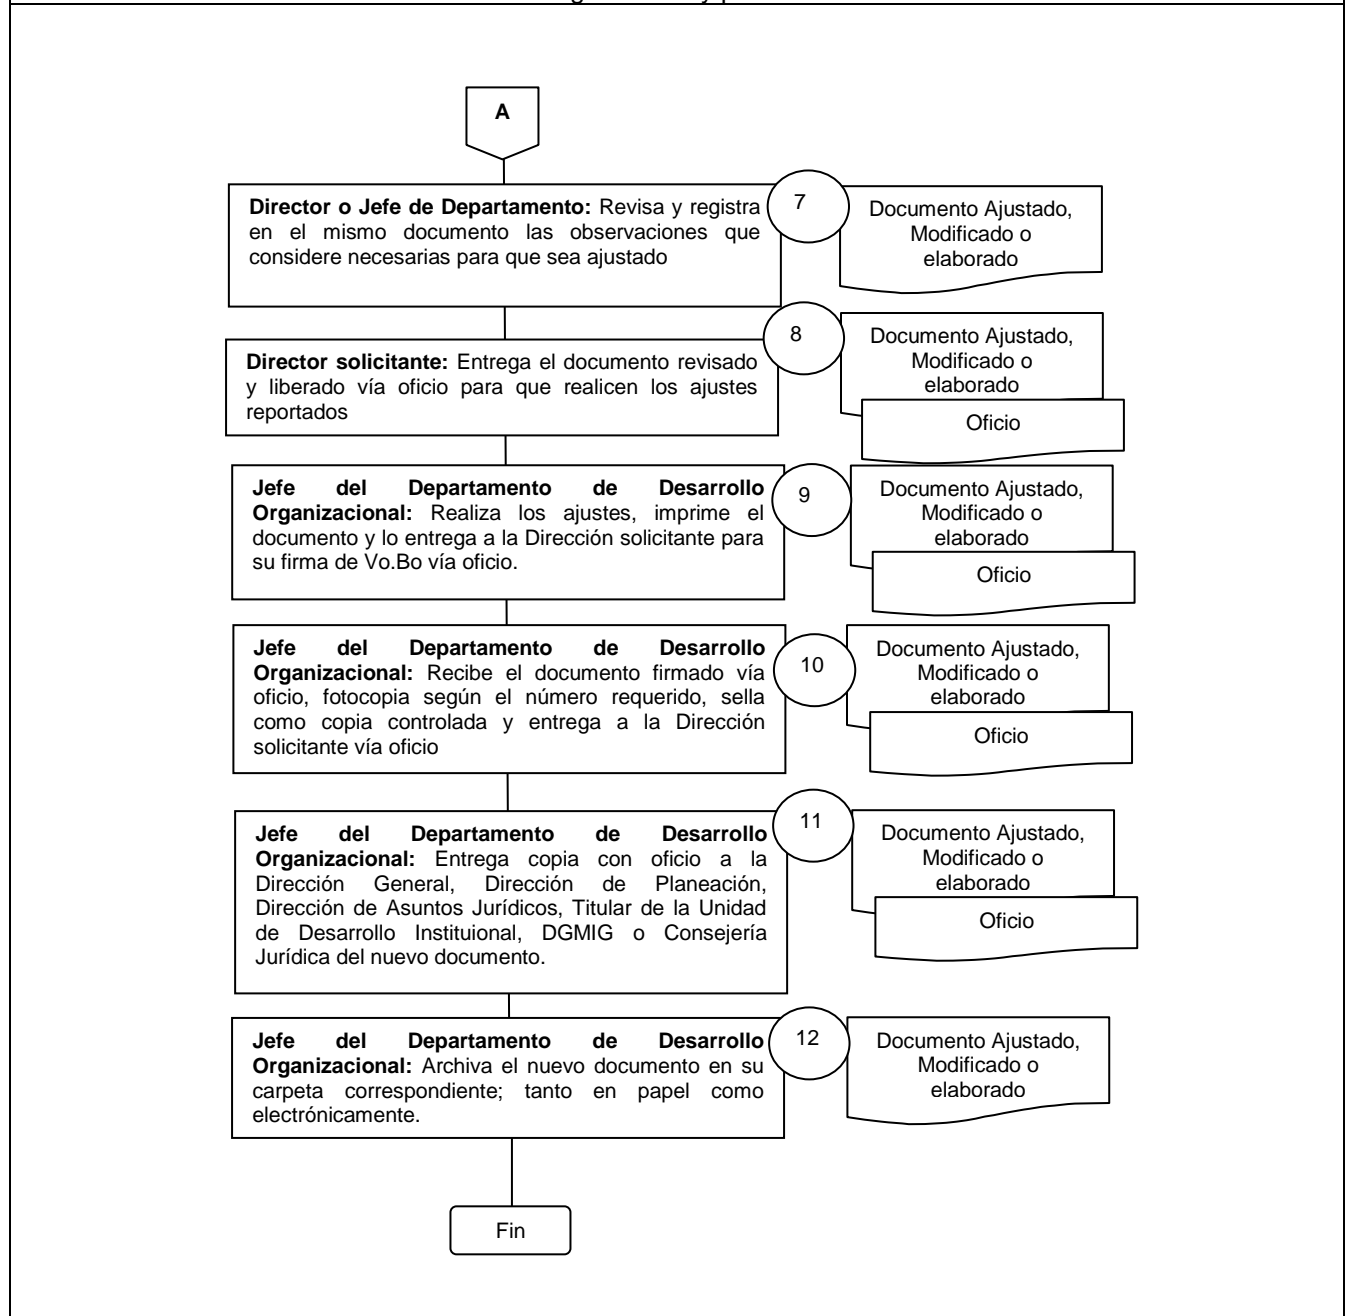 A
Director o Jefe de Departamento: Revisa y registra
en el mismo documento las observaciones que
considere necesarias para que sea ajustado
7
Documento Ajustado,
Modificado o
elaborado
Director solicitante: Entrega el documento revisado
y liberado vía oficio para que realicen los ajustes
reportados
8
Documento Ajustado,
Modificado o
elaborado
Oficio
Jefe del Departamento de Desarrollo
Organizacional: Realiza los ajustes, imprime el
documento y lo entrega a la Dirección solicitante para
su firma de Vo.Bo vía oficio.
9
Documento Ajustado,
Modificado o
elaborado
Oficio
Jefe del Departamento de Desarrollo
Organizacional: Recibe el documento firmado vía
oficio, fotocopia según el número requerido, sella
como copia controlada y entrega a la Dirección
solicitante vía oficio
10
Documento Ajustado,
Modificado o
elaborado
Oficio
Jefe del Departamento de Desarrollo
Organizacional: Entrega copia con oficio a la
Dirección General, Dirección de Planeación,
Dirección de Asuntos Jurídicos, Titular de la Unidad
de Desarrollo Instituional, DGMIG o Consejería
Jurídica del nuevo documento.
11
Documento Ajustado,
Modificado o
elaborado
Oficio
Jefe del Departamento de Desarrollo
Organizacional: Archiva el nuevo documento en su
carpeta correspondiente; tanto en papel como
electrónicamente.
12
Documento Ajustado,
Modificado o
elaborado
Fin